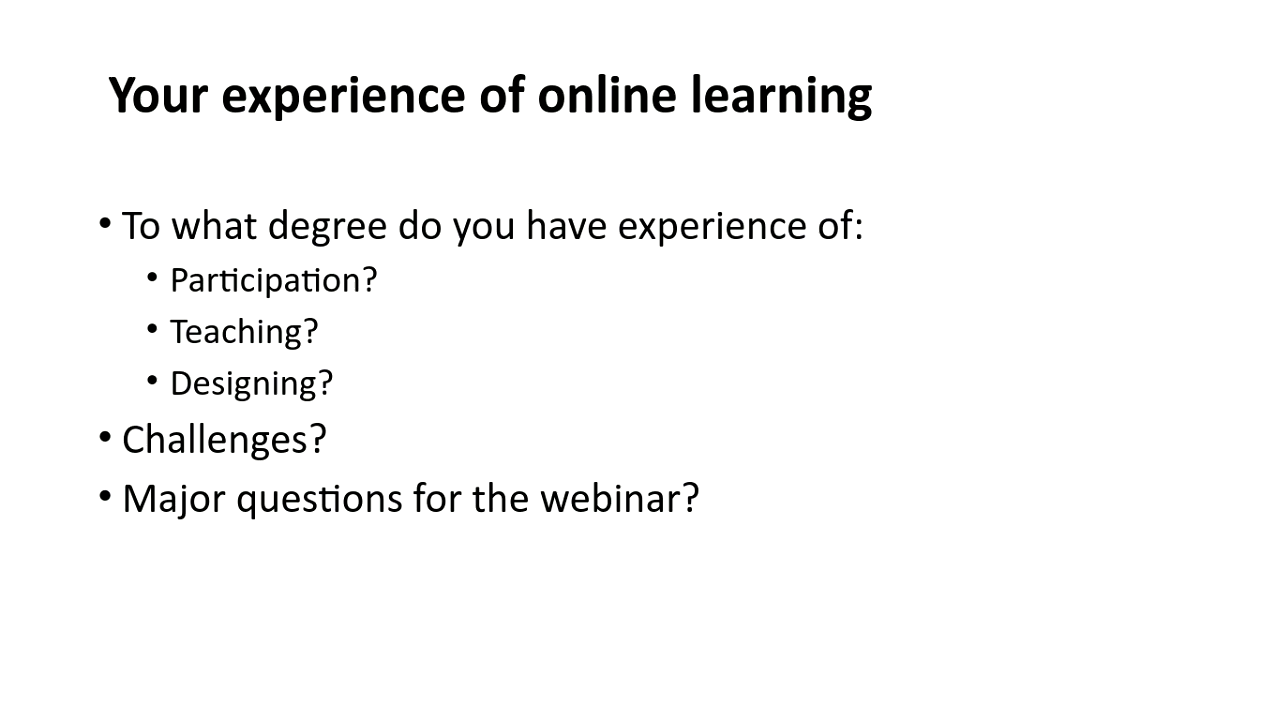 Your experience of online learning
• To what degree do you have experience of:
• Participation?
• Teaching?
• Designing?
• Challenges?
• Major questions for the webinar?